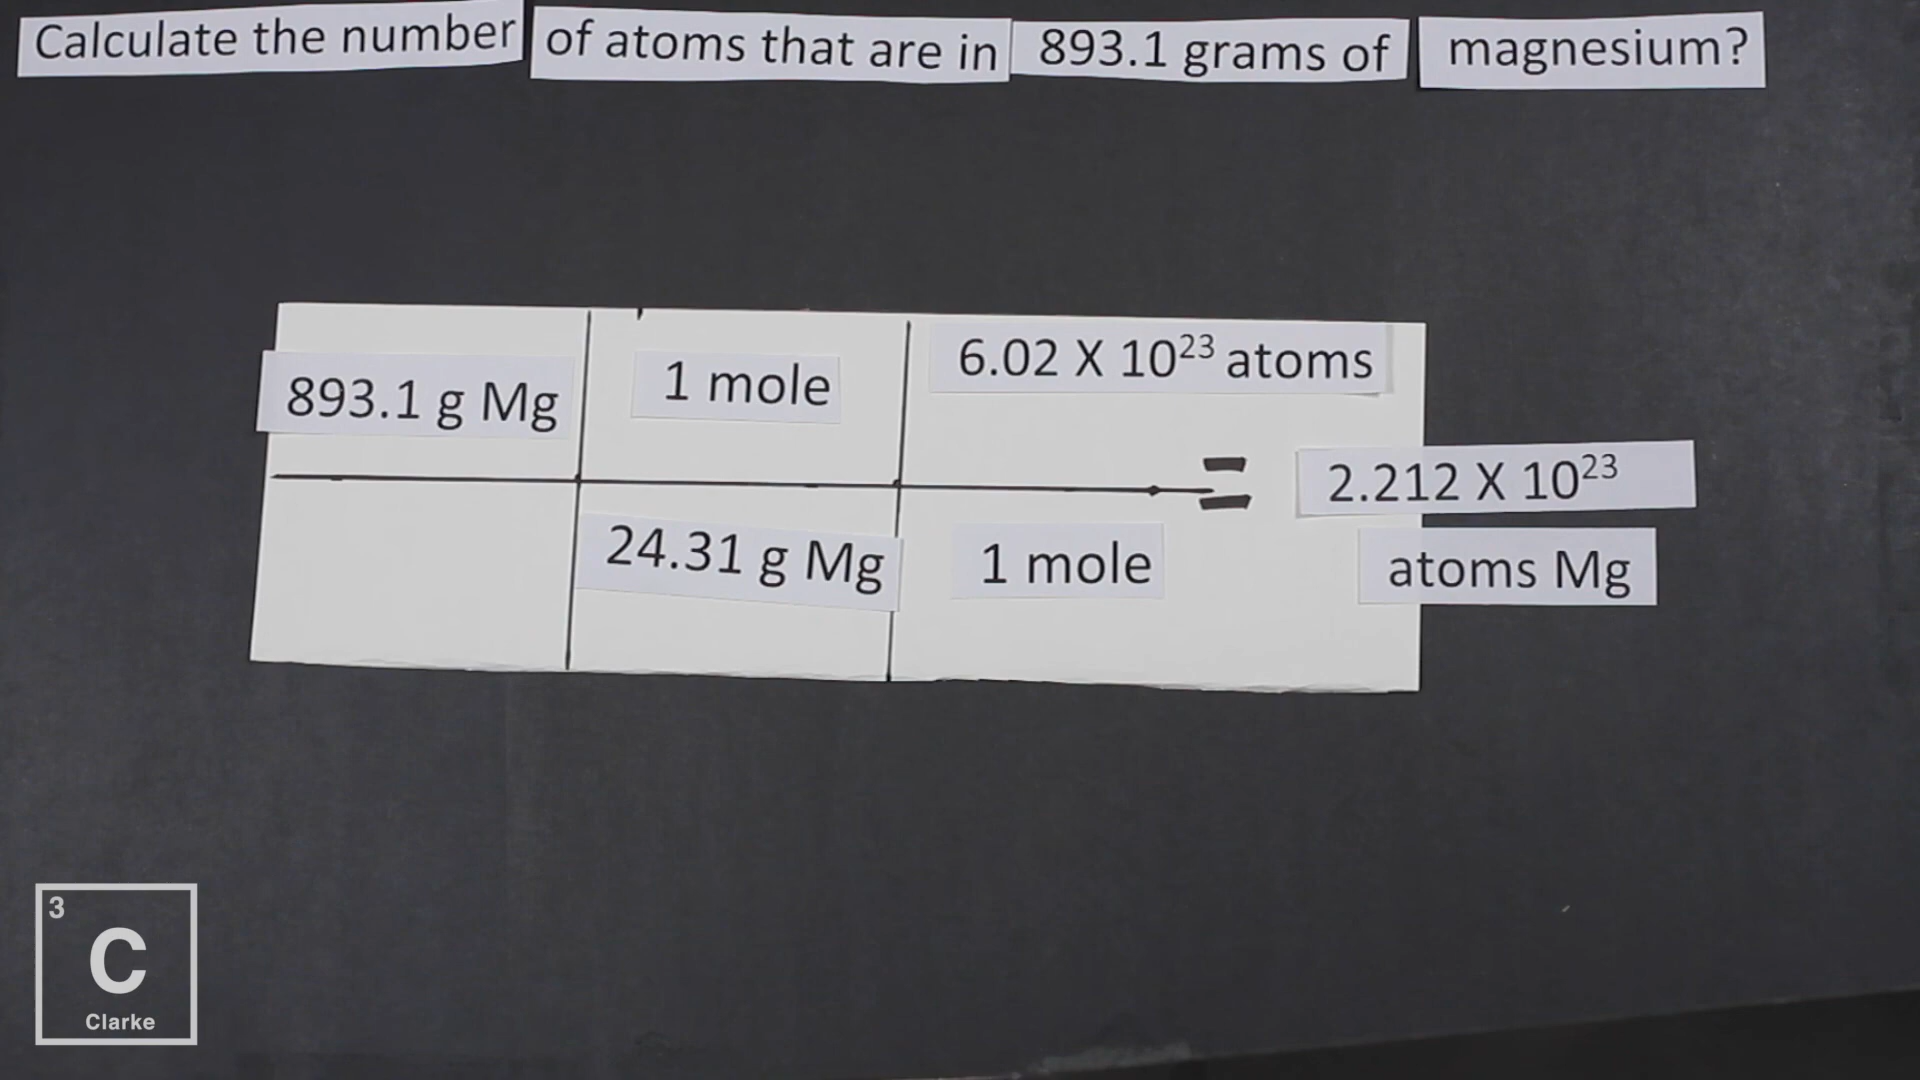 Calculate the number of atoms that are in 893.1 grams of magnesium?
893.1 g Mg
1 mole
6.02 X 10²³ atoms
24.31 g Mg
1 mole
=
2.212 X 10²³
atoms Mg
3
C
Clarke